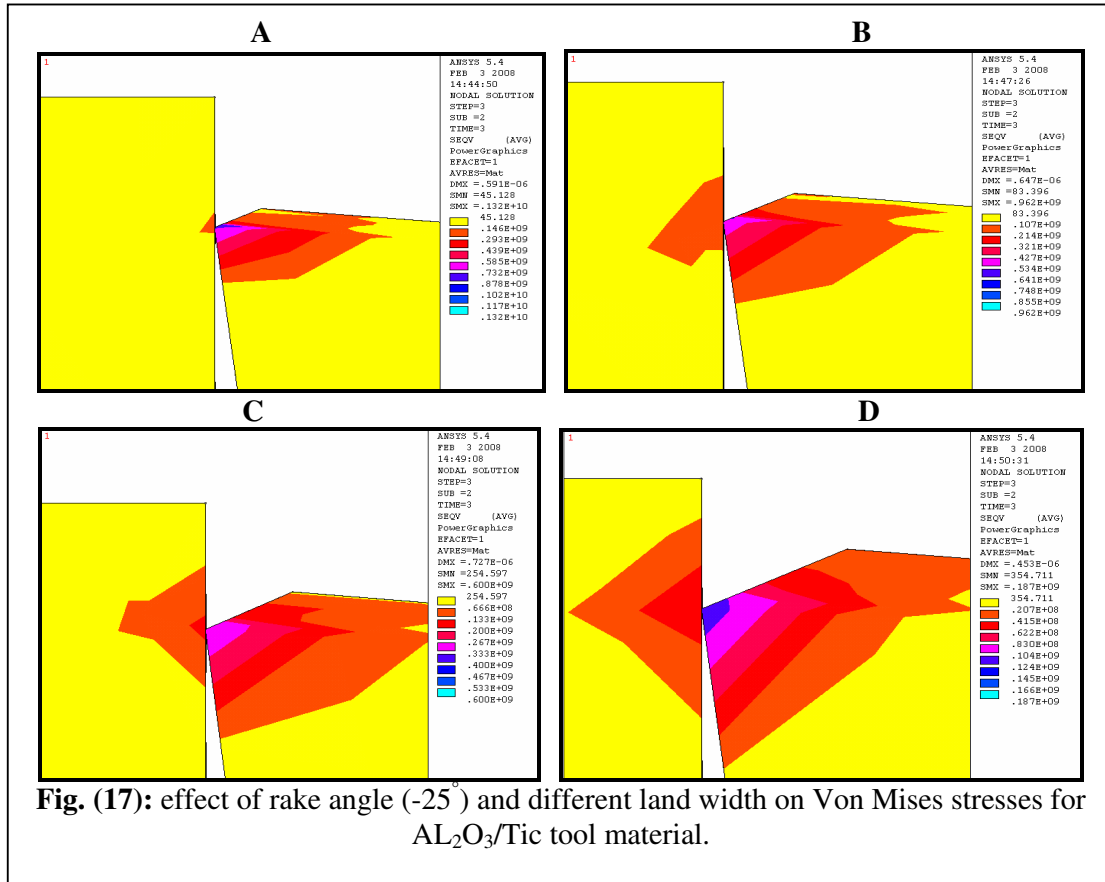 A
1
ANSYS 5.4
FEB 3 2008
14:44:50
NODAL SOLUTION
STEP=3
SUB =2
TIME=3
SEQV (AVG)
PowerGraphics
EFACET=1
AVRES=Mat
DMX =.591E-06
SMN =45.128
SMX =.132E+10
45.128
.146E+09
.293E+09
.439E+09
.585E+09
.732E+09
.878E+09
.102E+10
.117E+10
.132E+10
B
1
ANSYS 5.4
FEB 3 2008
14:47:26
NODAL SOLUTION
STEP=3
SUB =2
TIME=3
SEQV (AVG)
PowerGraphics
EFACET=1
AVRES=Mat
DMX =.647E-06
SMN =83.396
SMX =.962E+09
83.396
.107E+09
.214E+09
.321E+09
.427E+09
.534E+09
.641E+09
.748E+09
.855E+09
.962E+09
C
1
ANSYS 5.4
FEB 3 2008
14:49:08
NODAL SOLUTION
STEP=3
SUB =2
TIME=3
SEQV (AVG)
PowerGraphics
EFACET=1
AVRES=Mat
DMX =.727E-06
SMN =254.597
SMX =.600E+09
254.597
.666E+08
.133E+09
.200E+09
.267E+09
.333E+09
.400E+09
.467E+09
.533E+09
.600E+09
D
1
ANSYS 5.4
FEB 3 2008
14:50:31
NODAL SOLUTION
STEP=3
SUB =2
TIME=3
SEQV (AVG)
PowerGraphics
EFACET=1
AVRES=Mat
DMX =.453E-06
SMN =354.711
SMX =.187E+09
354.711
.207E+08
.415E+08
.622E+08
.830E+08
.104E+09
.124E+09
.145E+09
.166E+09
.187E+09
Fig. (17): effect of rake angle (-25°) and different land width on Von Mises stresses for
AL₂O₃/Tic tool material.